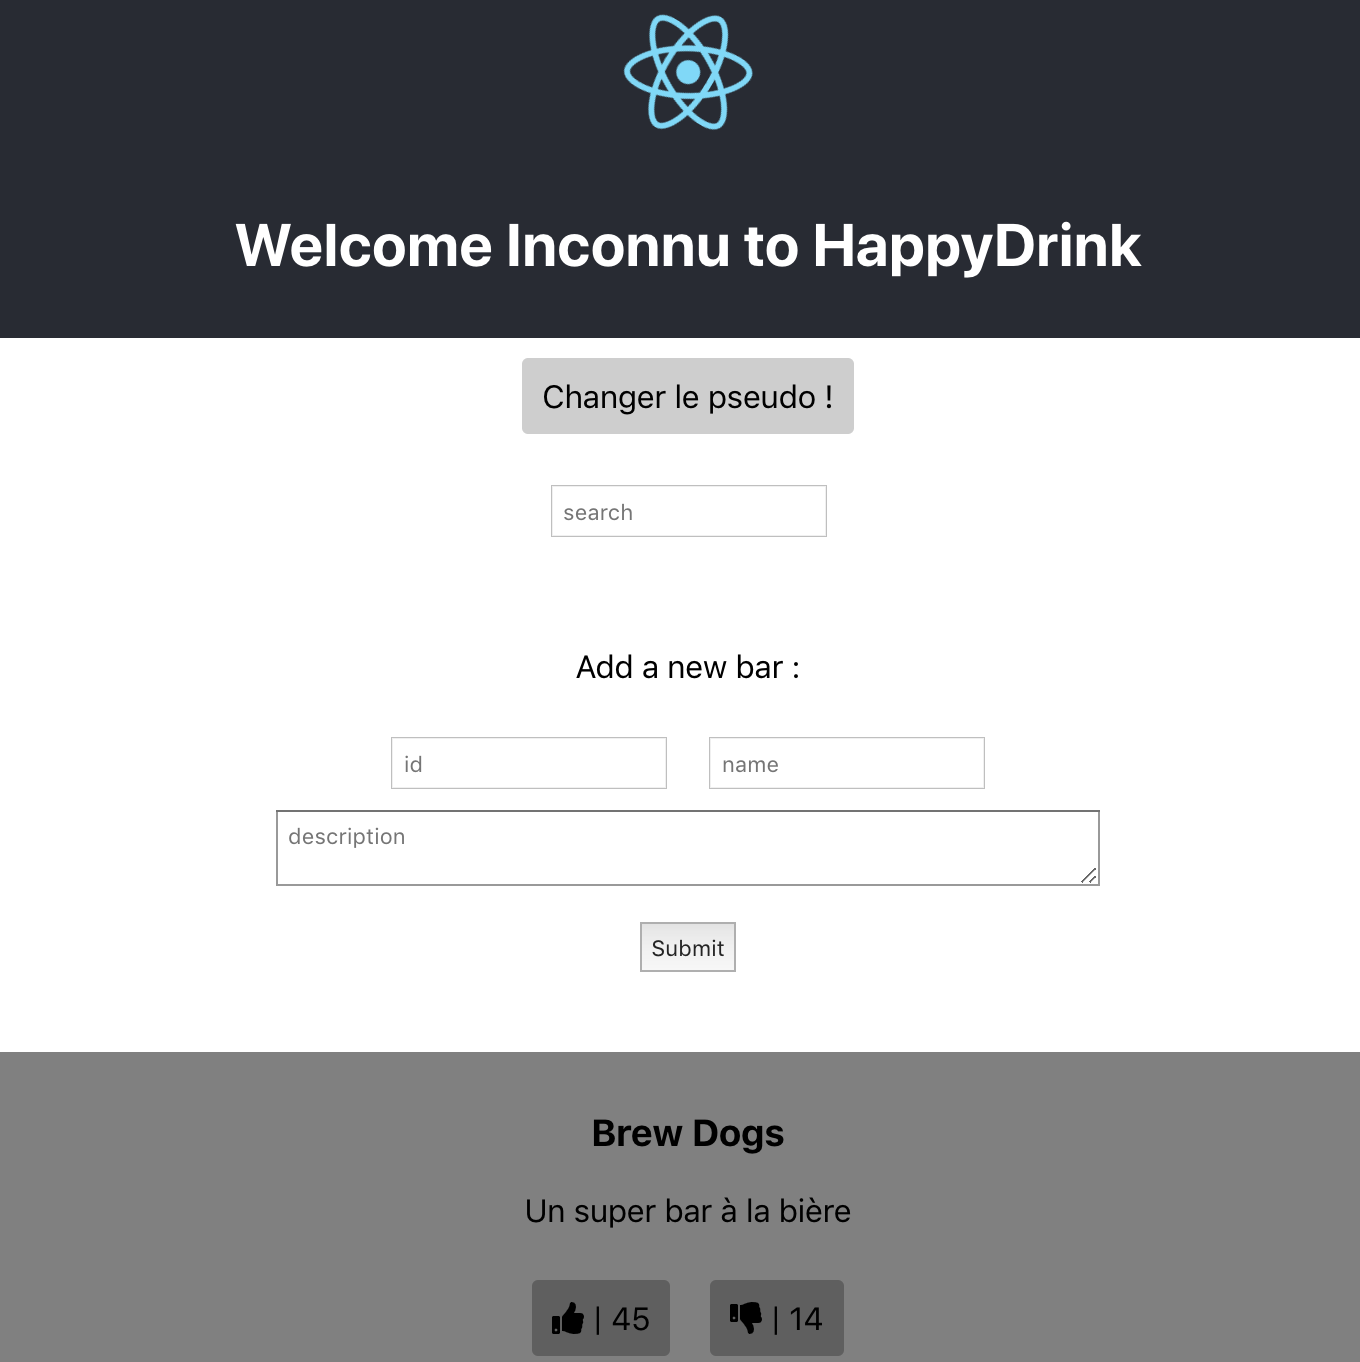 Welcome Inconnu to HappyDrink
Changer le pseudo !
search
Add a new bar :
id name
description
Submit
Brew Dogs
Un super bar à la bière
| 45 | 14